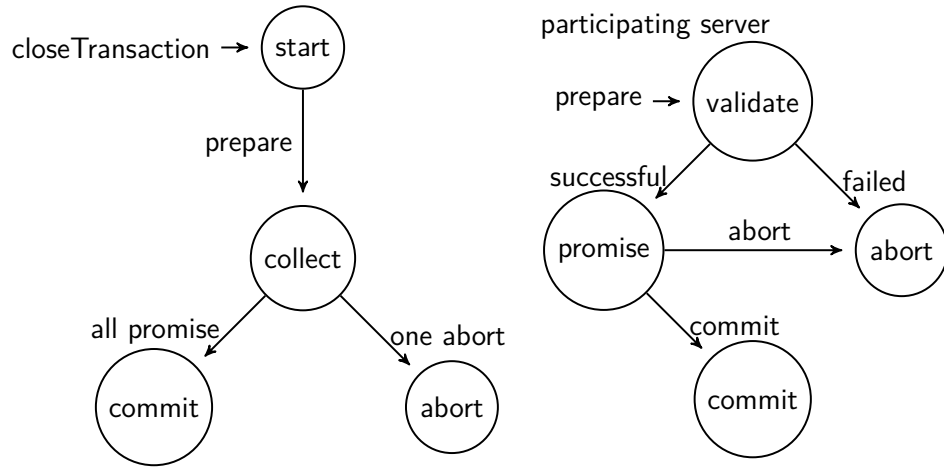 closeTransaction
start
prepare
collect
all promise
one abort
commit
abort
participating server
prepare
validate
successful
failed
promise
abort
abort
commit
commit